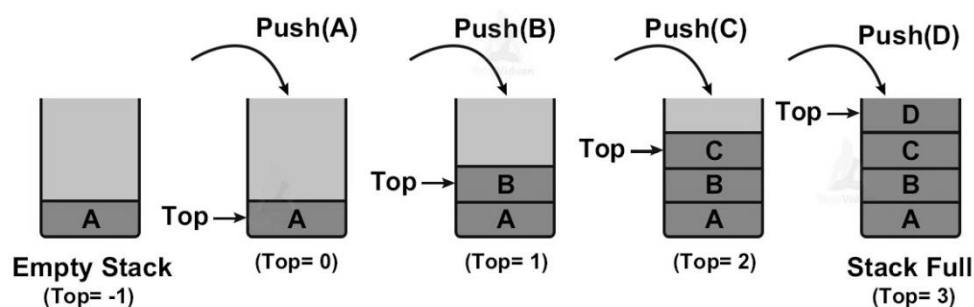 Push(A)
Push(B)
Push(C)
Push(D)
A
Empty Stack
(Top= -1)
Top
A
(Top= 0)
Top
B
A
(Top= 1)
Top
C
B
A
(Top= 2)
Top
D
C
B
A
Stack Full
(Top= 3)